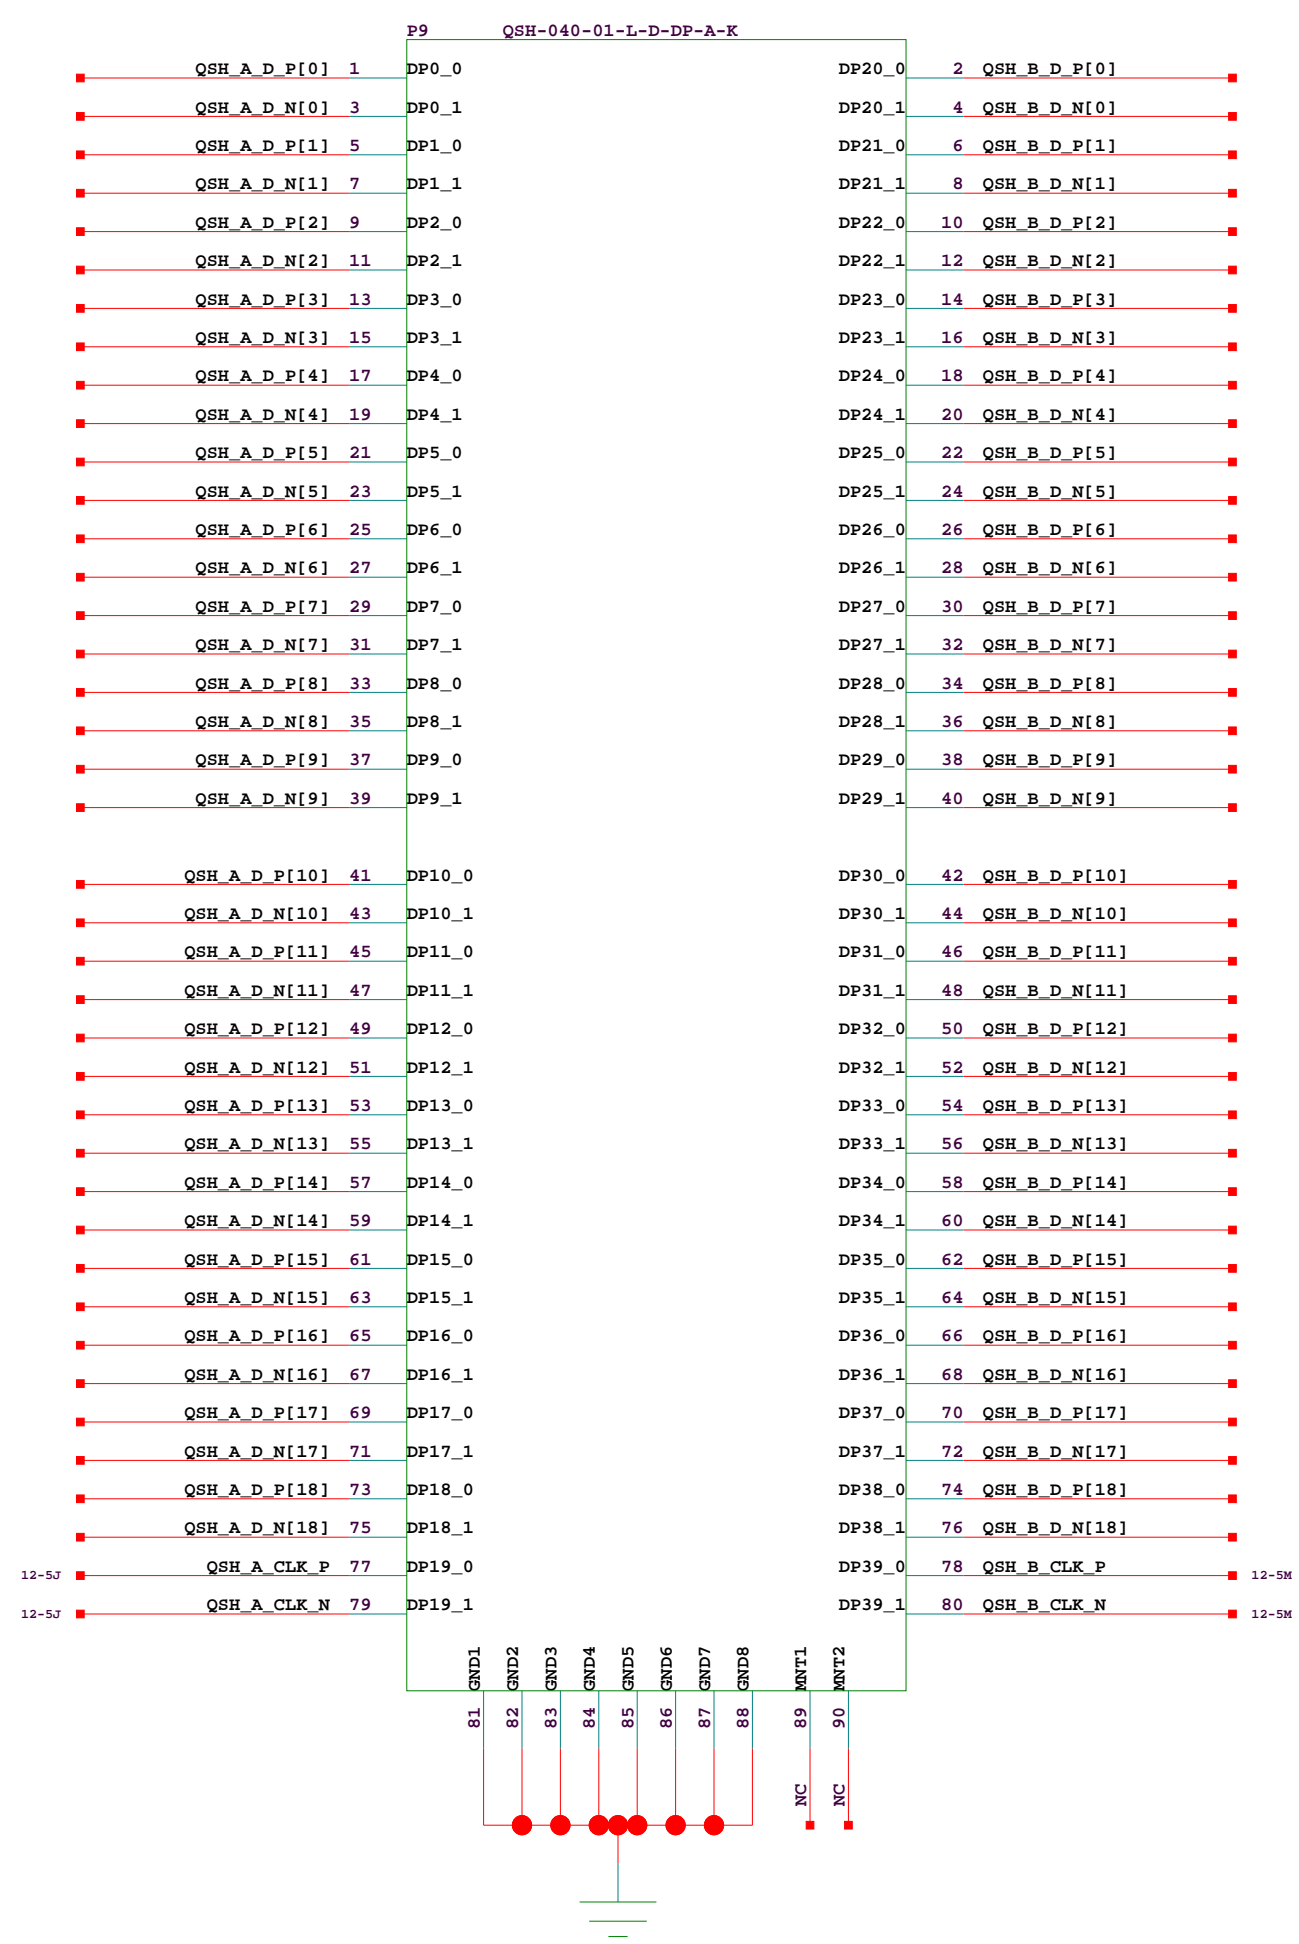 P9 QSH-040-01-L-D-DP-A-K
QSH_A_D_P[0] 1 DP0_0 DP20_0 2 QSH_B_D_P[0]
QSH_A_D_N[0] 3 DP0_1 DP20_1 4 QSH_B_D_N[0]
QSH_A_D_P[1] 5 DP1_0 DP21_0 6 QSH_B_D_P[1]
QSH_A_D_N[1] 7 DP1_1 DP21_1 8 QSH_B_D_N[1]
QSH_A_D_P[2] 9 DP2_0 DP22_0 10 QSH_B_D_P[2]
QSH_A_D_N[2] 11 DP2_1 DP22_1 12 QSH_B_D_N[2]
QSH_A_D_P[3] 13 DP3_0 DP23_0 14 QSH_B_D_P[3]
QSH_A_D_N[3] 15 DP3_1 DP23_1 16 QSH_B_D_N[3]
QSH_A_D_P[4] 17 DP4_0 DP24_0 18 QSH_B_D_P[4]
QSH_A_D_N[4] 19 DP4_1 DP24_1 20 QSH_B_D_N[4]
QSH_A_D_P[5] 21 DP5_0 DP25_0 22 QSH_B_D_P[5]
QSH_A_D_N[5] 23 DP5_1 DP25_1 24 QSH_B_D_N[5]
QSH_A_D_P[6] 25 DP6_0 DP26_0 26 QSH_B_D_P[6]
QSH_A_D_N[6] 27 DP6_1 DP26_1 28 QSH_B_D_N[6]
QSH_A_D_P[7] 29 DP7_0 DP27_0 30 QSH_B_D_P[7]
QSH_A_D_N[7] 31 DP7_1 DP27_1 32 QSH_B_D_N[7]
QSH_A_D_P[8] 33 DP8_0 DP28_0 34 QSH_B_D_P[8]
QSH_A_D_N[8] 35 DP8_1 DP28_1 36 QSH_B_D_N[8]
QSH_A_D_P[9] 37 DP9_0 DP29_0 38 QSH_B_D_P[9]
QSH_A_D_N[9] 39 DP9_1 DP29_1 40 QSH_B_D_N[9]
QSH_A_D_P[10] 41 DP10_0 DP30_0 42 QSH_B_D_P[10]
QSH_A_D_N[10] 43 DP10_1 DP30_1 44 QSH_B_D_N[10]
QSH_A_D_P[11] 45 DP11_0 DP31_0 46 QSH_B_D_P[11]
QSH_A_D_N[11] 47 DP11_1 DP31_1 48 QSH_B_D_N[11]
QSH_A_D_P[12] 49 DP12_0 DP32_0 50 QSH_B_D_P[12]
QSH_A_D_N[12] 51 DP12_1 DP32_1 52 QSH_B_D_N[12]
QSH_A_D_P[13] 53 DP13_0 DP33_0 54 QSH_B_D_P[13]
QSH_A_D_N[13] 55 DP13_1 DP33_1 56 QSH_B_D_N[13]
QSH_A_D_P[14] 57 DP14_0 DP34_0 58 QSH_B_D_P[14]
QSH_A_D_N[14] 59 DP14_1 DP34_1 60 QSH_B_D_N[14]
QSH_A_D_P[15] 61 DP15_0 DP35_0 62 QSH_B_D_P[15]
QSH_A_D_N[15] 63 DP15_1 DP35_1 64 QSH_B_D_N[15]
QSH_A_D_P[16] 65 DP16_0 DP36_0 66 QSH_B_D_P[16]
QSH_A_D_N[16] 67 DP16_1 DP36_1 68 QSH_B_D_N[16]
QSH_A_D_P[17] 69 DP17_0 DP37_0 70 QSH_B_D_P[17]
QSH_A_D_N[17] 71 DP17_1 DP37_1 72 QSH_B_D_N[17]
QSH_A_D_P[18] 73 DP18_0 DP38_0 74 QSH_B_D_P[18]
QSH_A_D_N[18] 75 DP18_1 DP38_1 76 QSH_B_D_N[18]
12-5J QSH_A_CLK_P 77 DP19_0 DP39_0 78 QSH_B_CLK_P 12-5M
12-5J QSH_A_CLK_N 79 DP19_1 DP39_1 80 QSH_B_CLK_N 12-5M
GND1 GND2 GND3 GND4 GND5 GND6 GND7 GND8 MNT1 MNT2
81 82 83 84 85 86 87 88 89 90
NC NC